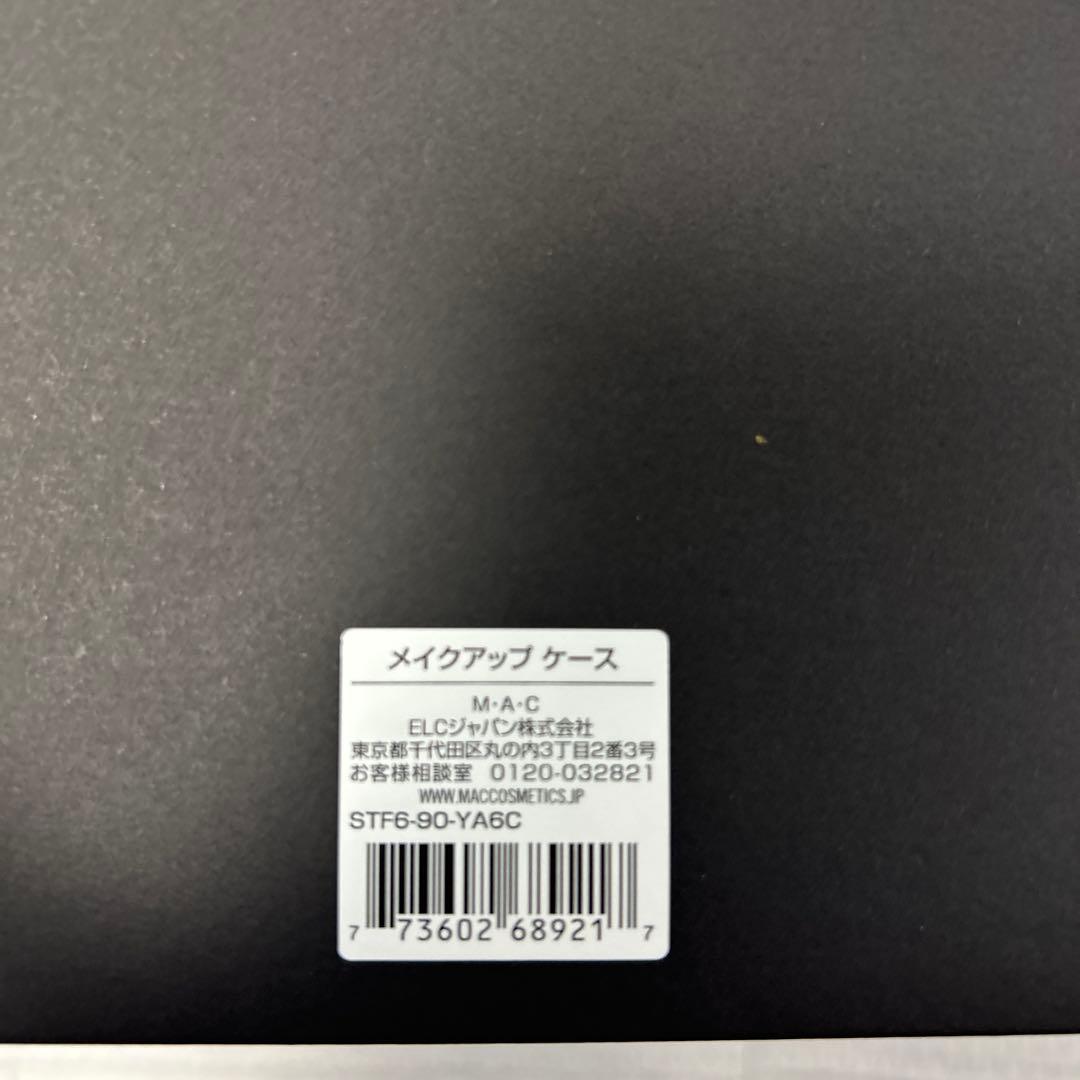 メイクアップ ケース
M・A・C
ELCジャパン株式会社
東京都千代田区丸の内3丁目2番3号
お客様相談室 0120-032821
WWW.MACCOSMETICS.JP
STF6-90-YA6C
7 73602 68921 7